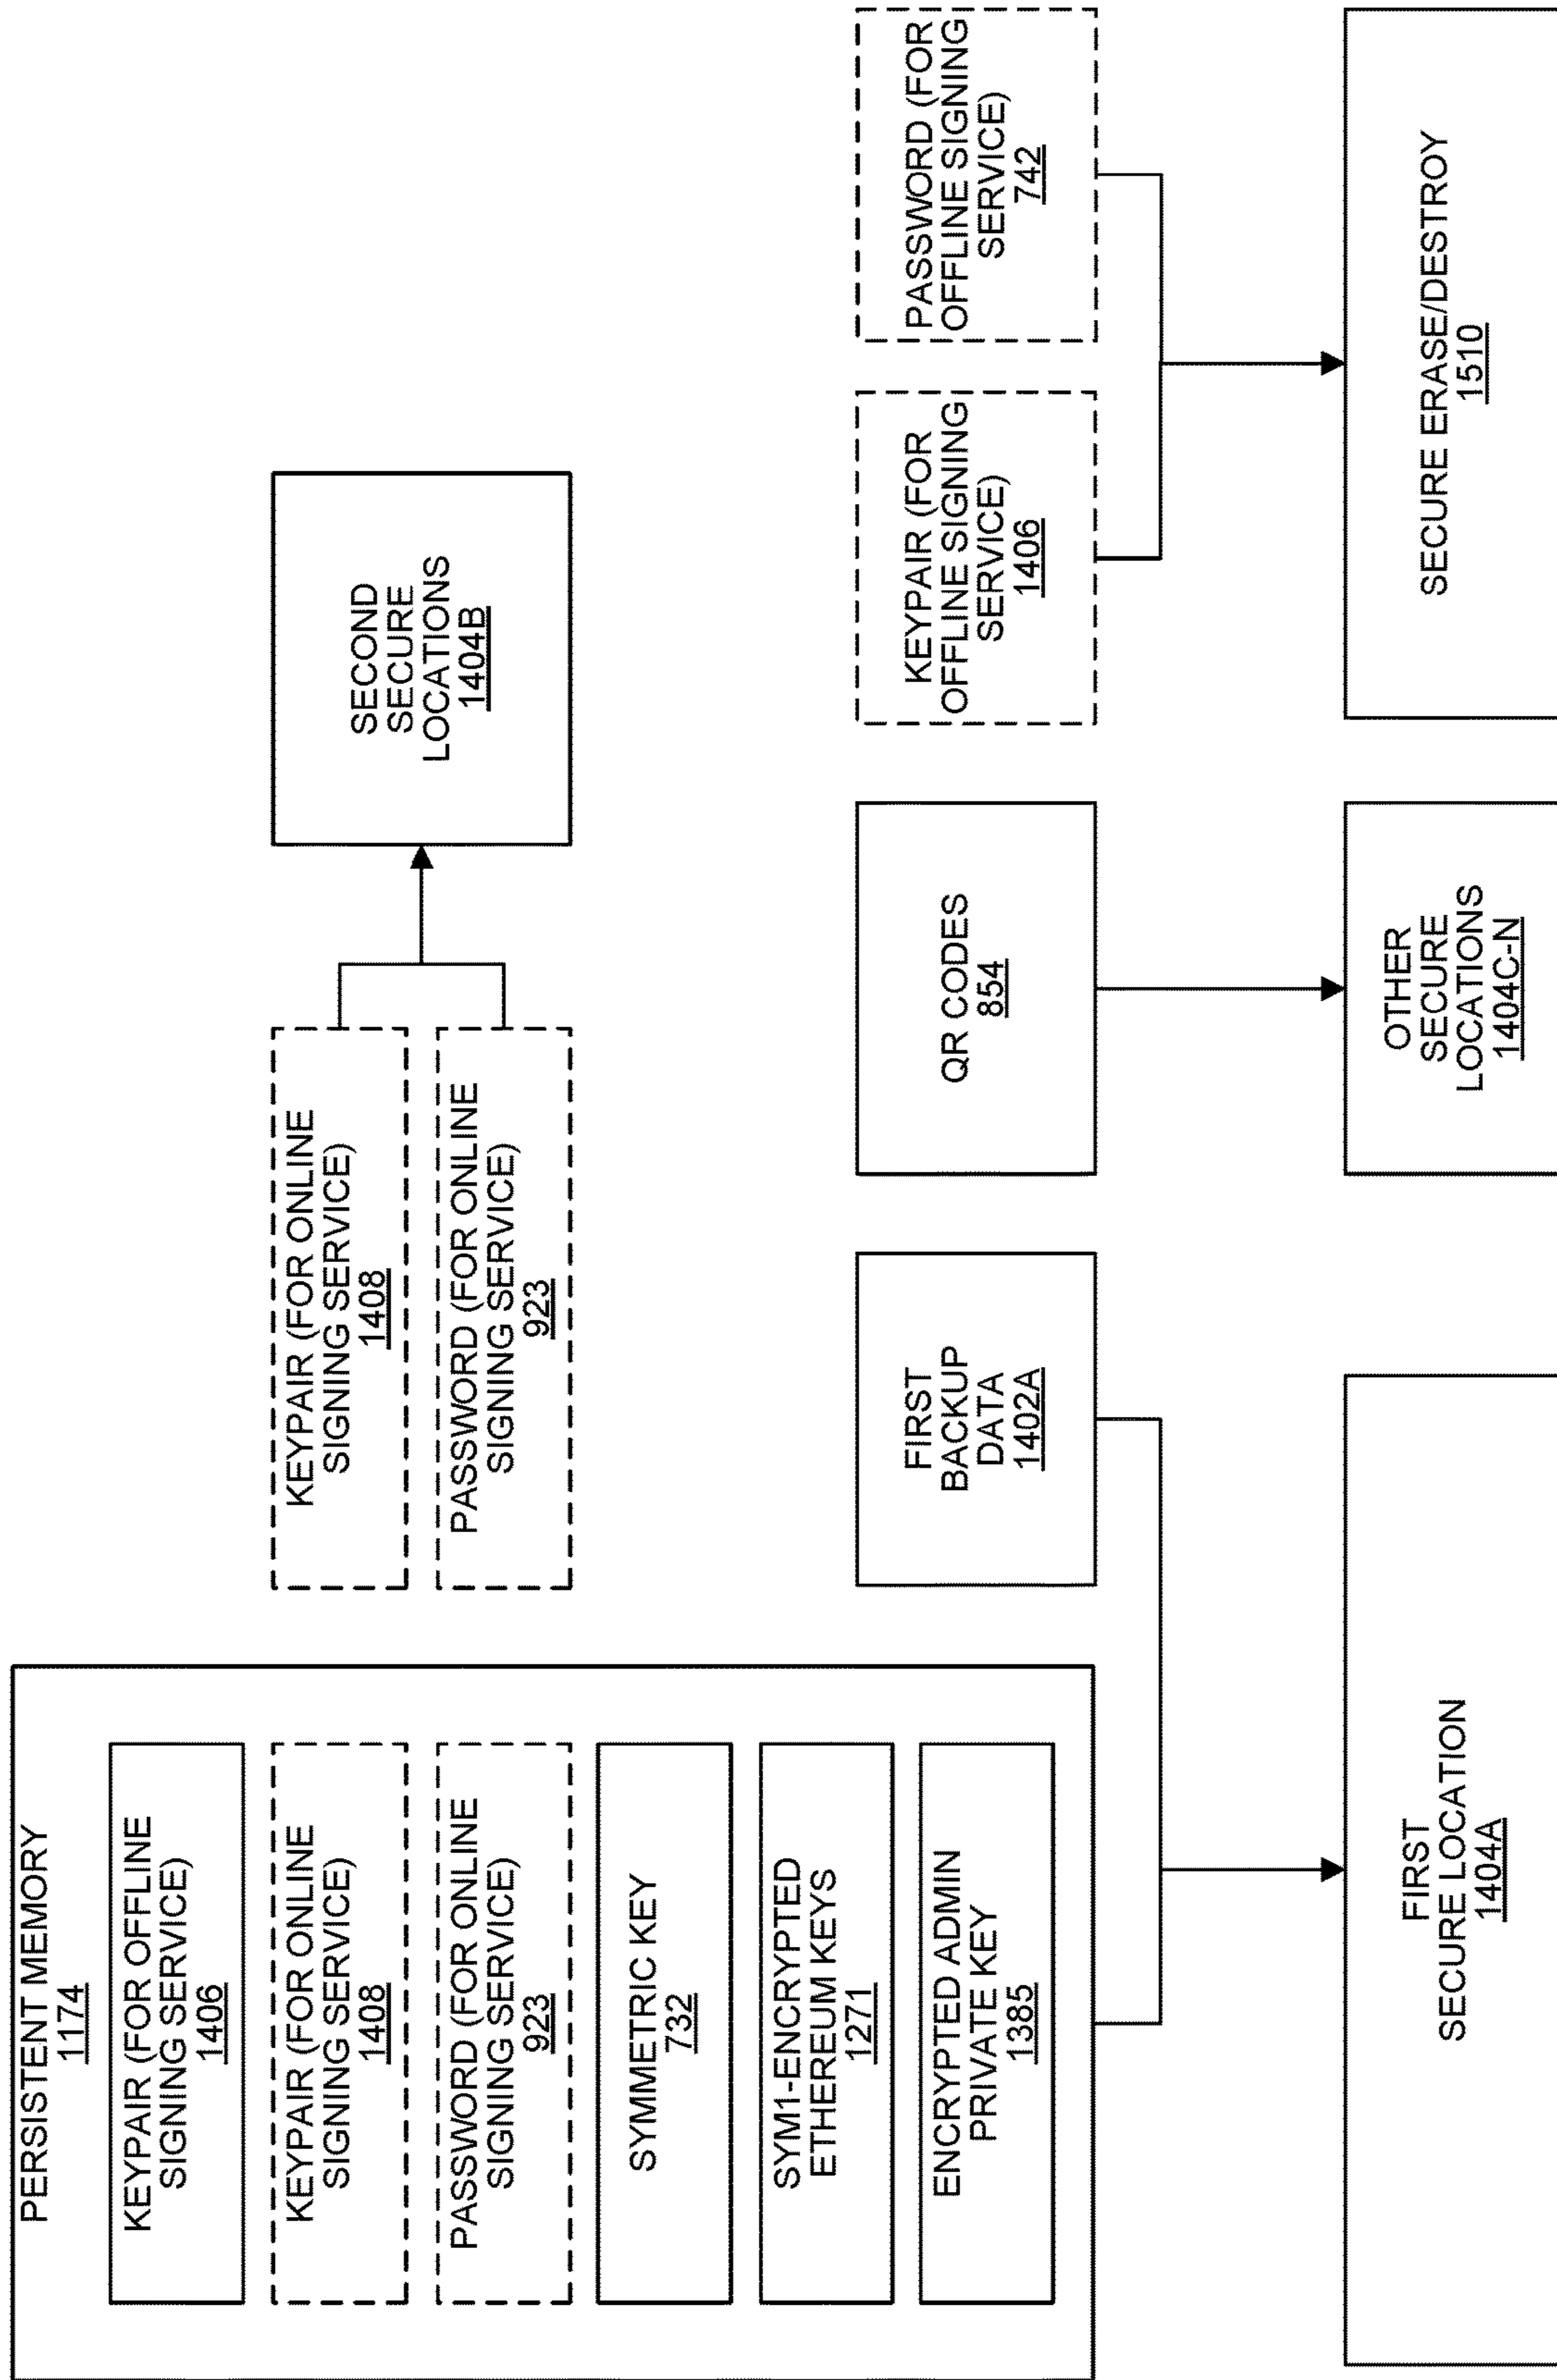 PERSISTENT MEMORY
1174
KEYPAIR (FOR OFFLINE
SIGNING SERVICE)
1406
KEYPAIR (FOR ONLINE
SIGNING SERVICE)
1408
PASSWORD (FOR ONLINE
SIGNING SERVICE)
923
SYMMETRIC KEY
732
SYM1-ENCRYPTED
ETHEREUM KEYS
1271
ENCRYPTED ADMIN
PRIVATE KEY
1385
KEYPAIR (FOR ONLINE
SIGNING SERVICE)
1408
PASSWORD (FOR ONLINE
SIGNING SERVICE)
923
SECOND
SECURE
LOCATIONS
1404B
FIRST
BACKUP
DATA
1402A
QR CODES
854
KEYPAIR (FOR
OFFLINE SIGNING
SERVICE)
1406
PASSWORD (FOR
OFFLINE SIGNING
SERVICE)
742
FIRST
SECURE LOCATION
1404A
OTHER
SECURE
LOCATIONS
1404C-N
SECURE ERASE/DESTROY
1510